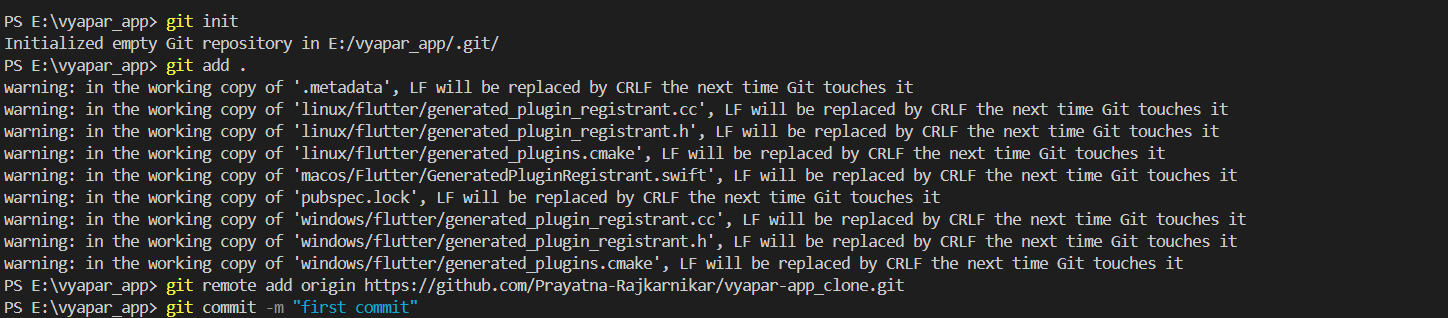 PS E:\vyapar_app> git init
Initialized empty Git repository in E:/vyapar_app/.git/
PS E:\vyapar_app> git add .
warning: in the working copy of '.metadata', LF will be replaced by CRLF the next time Git touches it
warning: in the working copy of 'linux/flutter/generated_plugin_registrant.cc', LF will be replaced by CRLF the next time Git touches it
warning: in the working copy of 'linux/flutter/generated_plugin_registrant.h', LF will be replaced by CRLF the next time Git touches it
warning: in the working copy of 'linux/flutter/generated_plugins.cmake', LF will be replaced by CRLF the next time Git touches it
warning: in the working copy of 'macos/Flutter/GeneratedPluginRegistrant.swift', LF will be replaced by CRLF the next time Git touches it
warning: in the working copy of 'pubspec.lock', LF will be replaced by CRLF the next time Git touches it
warning: in the working copy of 'windows/flutter/generated_plugin_registrant.cc', LF will be replaced by CRLF the next time Git touches it
warning: in the working copy of 'windows/flutter/generated_plugin_registrant.h', LF will be replaced by CRLF the next time Git touches it
warning: in the working copy of 'windows/flutter/generated_plugins.cmake', LF will be replaced by CRLF the next time Git touches it
PS E:\vyapar_app> git remote add origin https://github.com/Prayatna-Rajkarnikar/vyapar-app_clone.git
PS E:\vyapar_app> git commit -m "first commit"